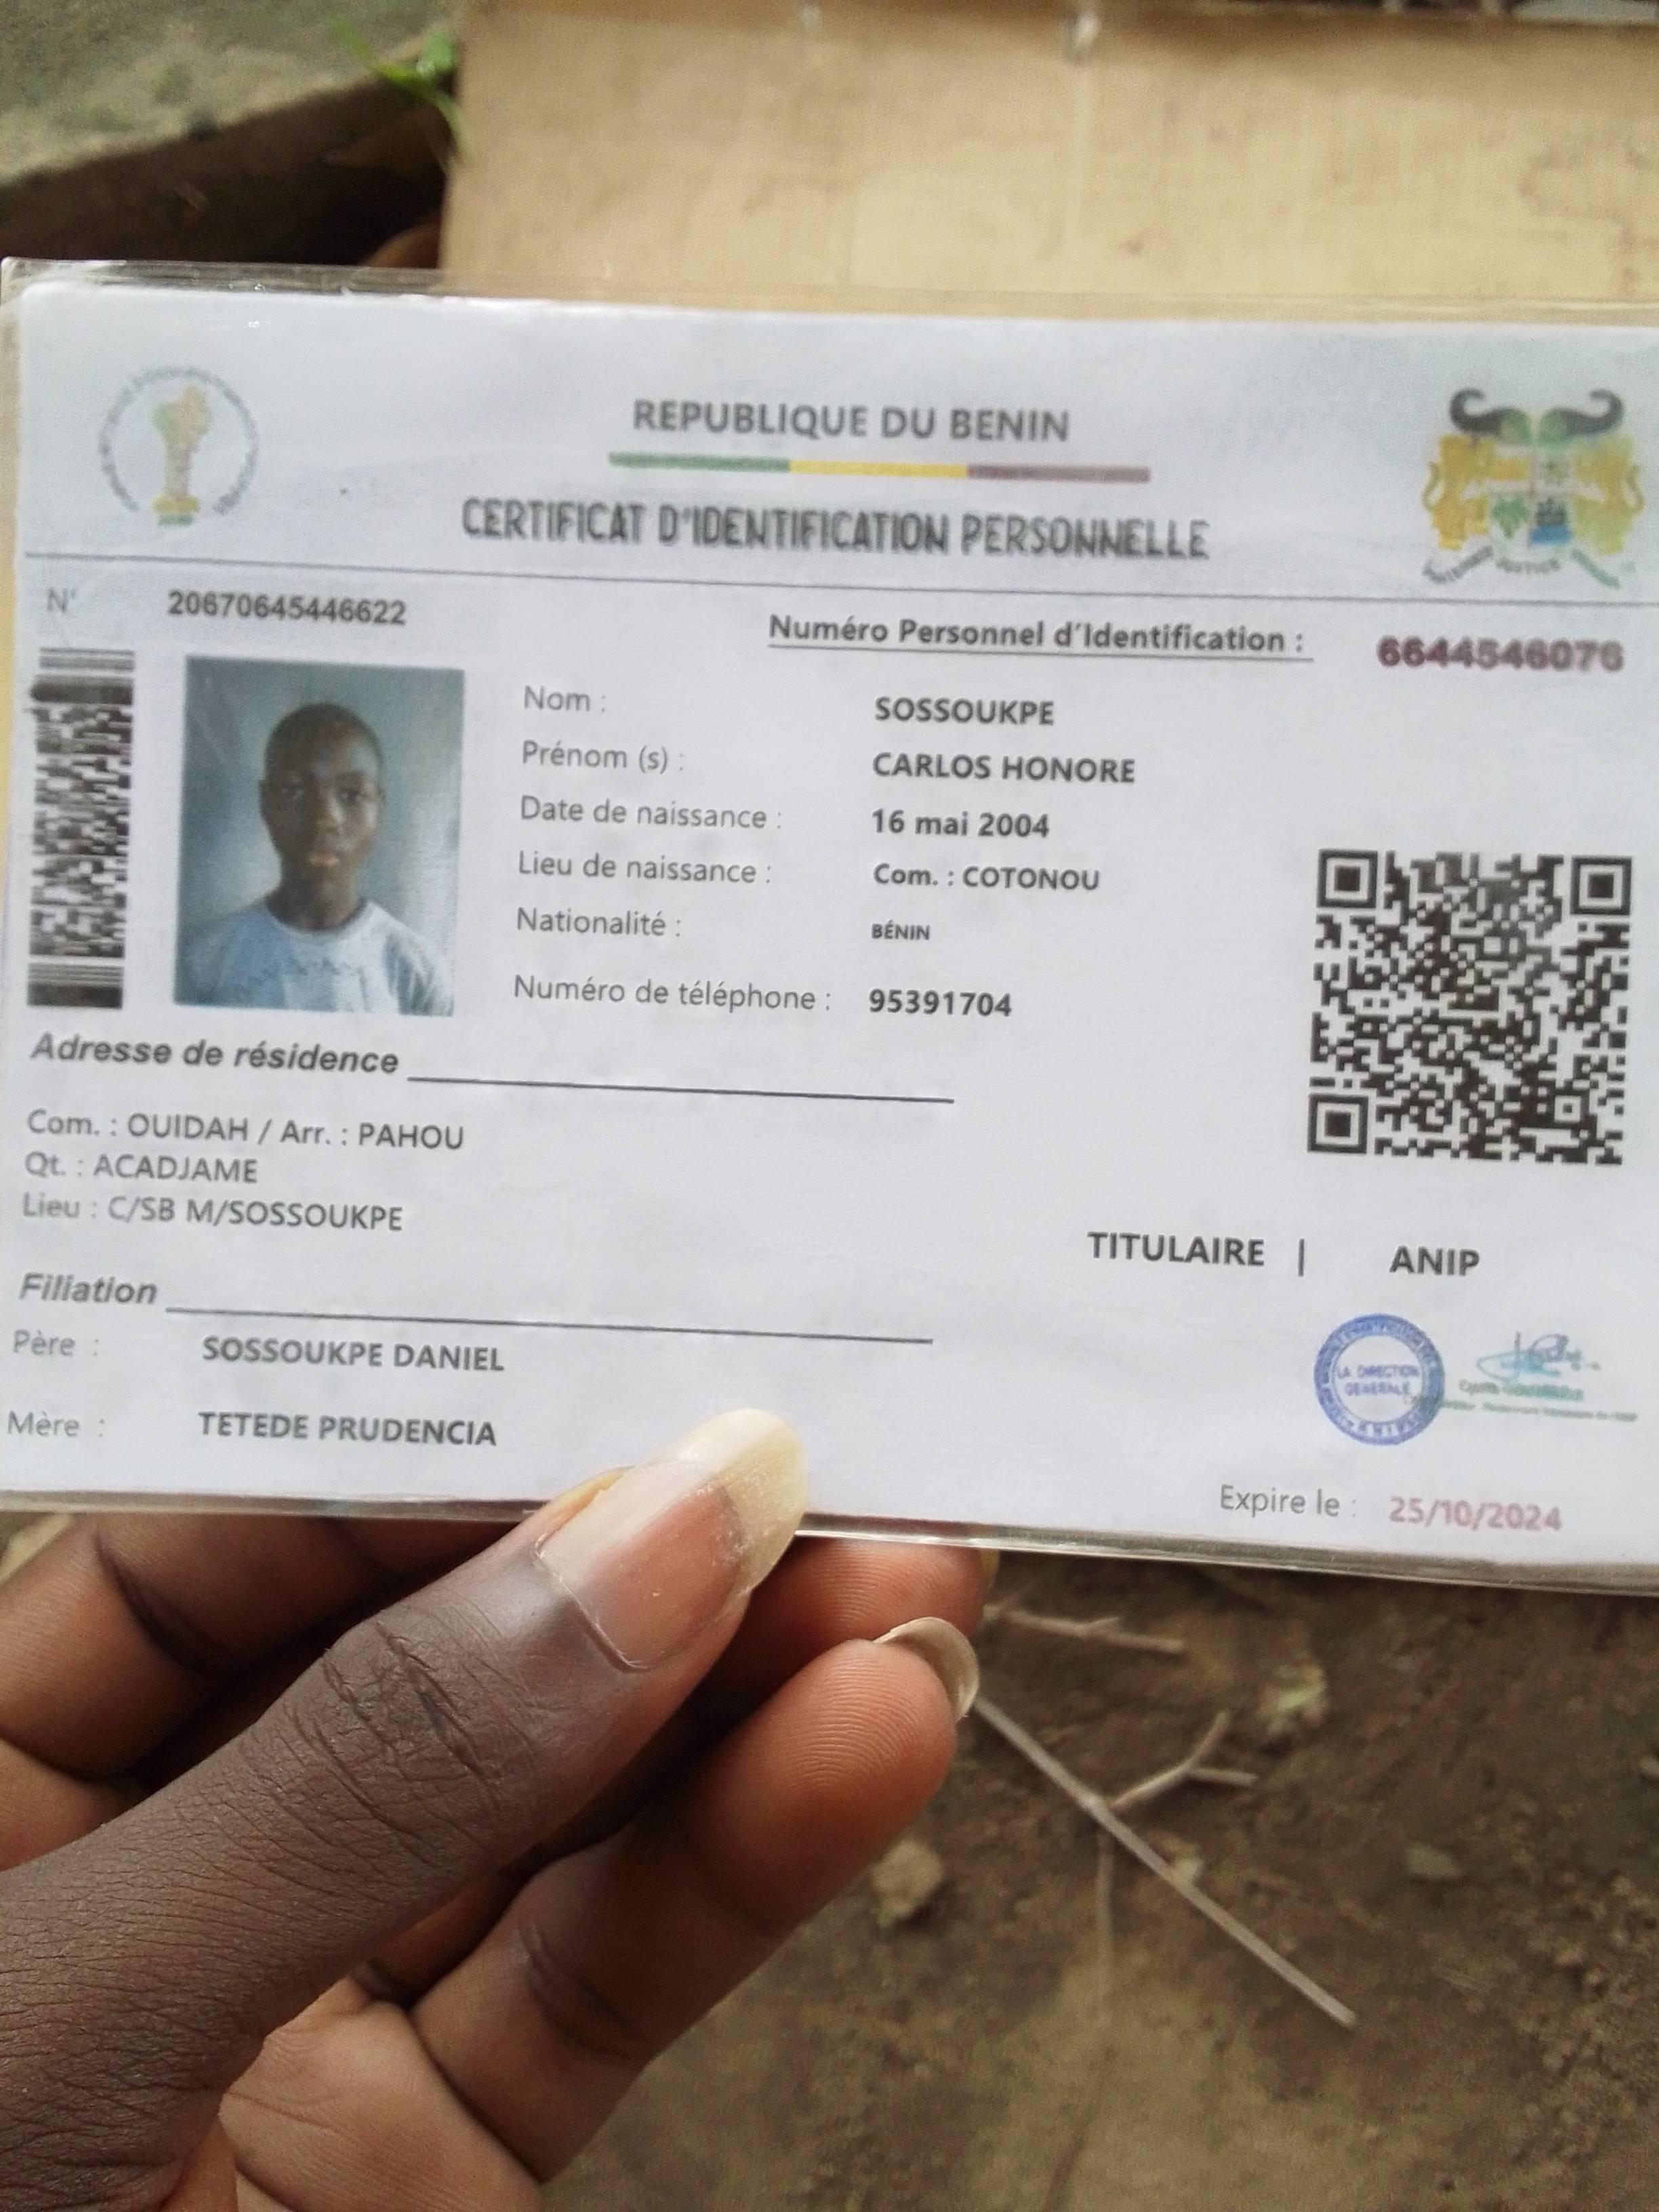 REPUBLIQUE DU BENIN
CERTIFICAT D'IDENTIFICATION PERSONNELLE
N° 20670645446622
Numéro Personnel d'Identification : 6644546076
Nom : SOSSOUKPE
Prénom (s) : CARLOS HONORE
Date de naissance : 16 mai 2004
Lieu de naissance : Com. : COTONOU
Nationalité : BÉNIN
Numéro de téléphone : 95391704
Adresse de résidence
Com. : OUIDAH / Arr. : PAHOU
Qt. : ACADJAME
Lieu : C/SB M/SOSSOUKPE
TITULAIRE | ANIP
Filiation
Père : SOSSOUKPE DANIEL
Mère : TETEDE PRUDENCIA
LA DIRECTION
GENERALE
Expire le : 25/10/2024